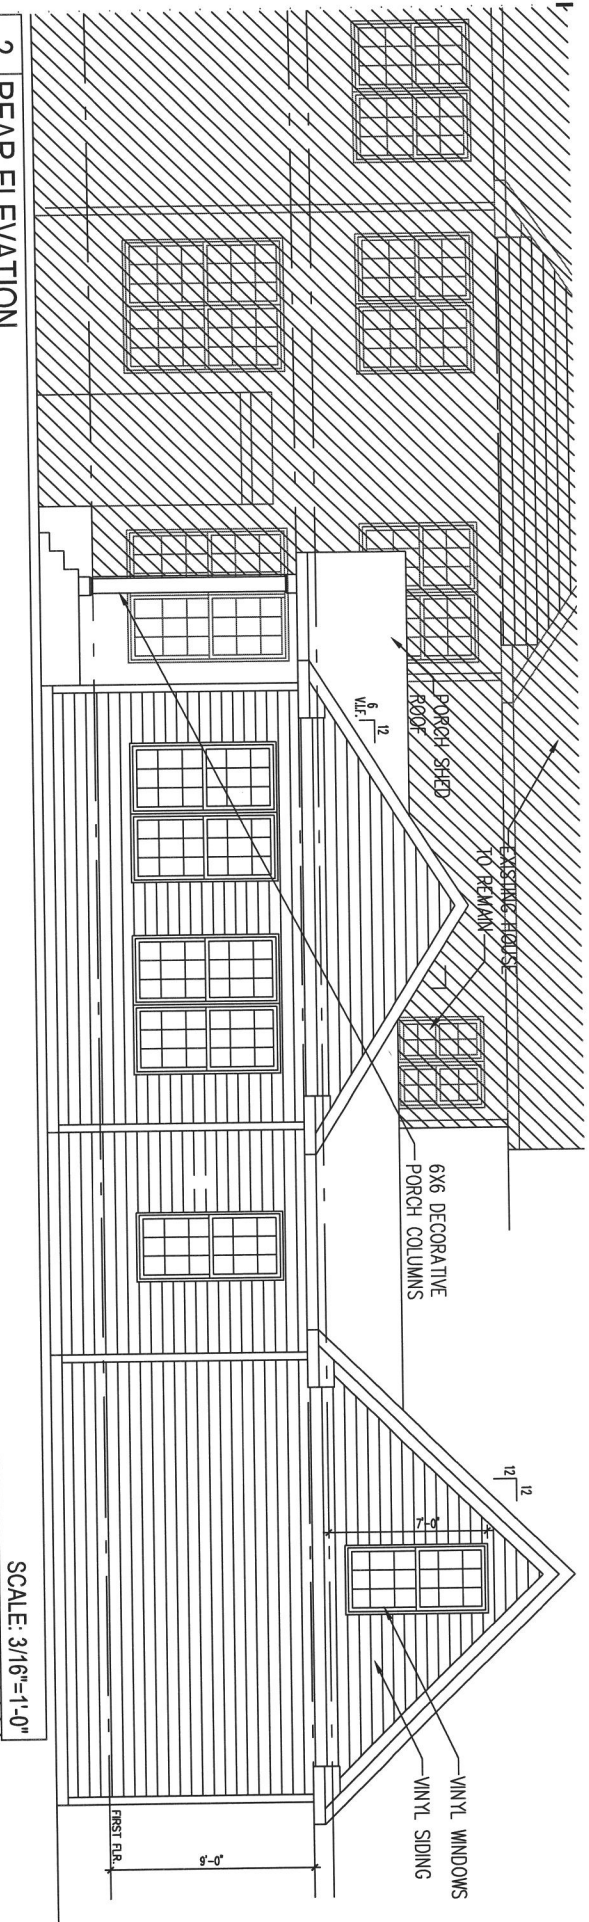 EXISTING HOUSE
TO REMAIN
PORCH SHED
ROOF
12
6
V.I.F.
6X6 DECORATIVE
PORCH COLUMNS
12
12
7'-0"
VINYL WINDOWS
VINYL SIDING
9'-0"
FIRST FLR.
2 REAR ELEVATION
SCALE: 3/16"=1'-0"